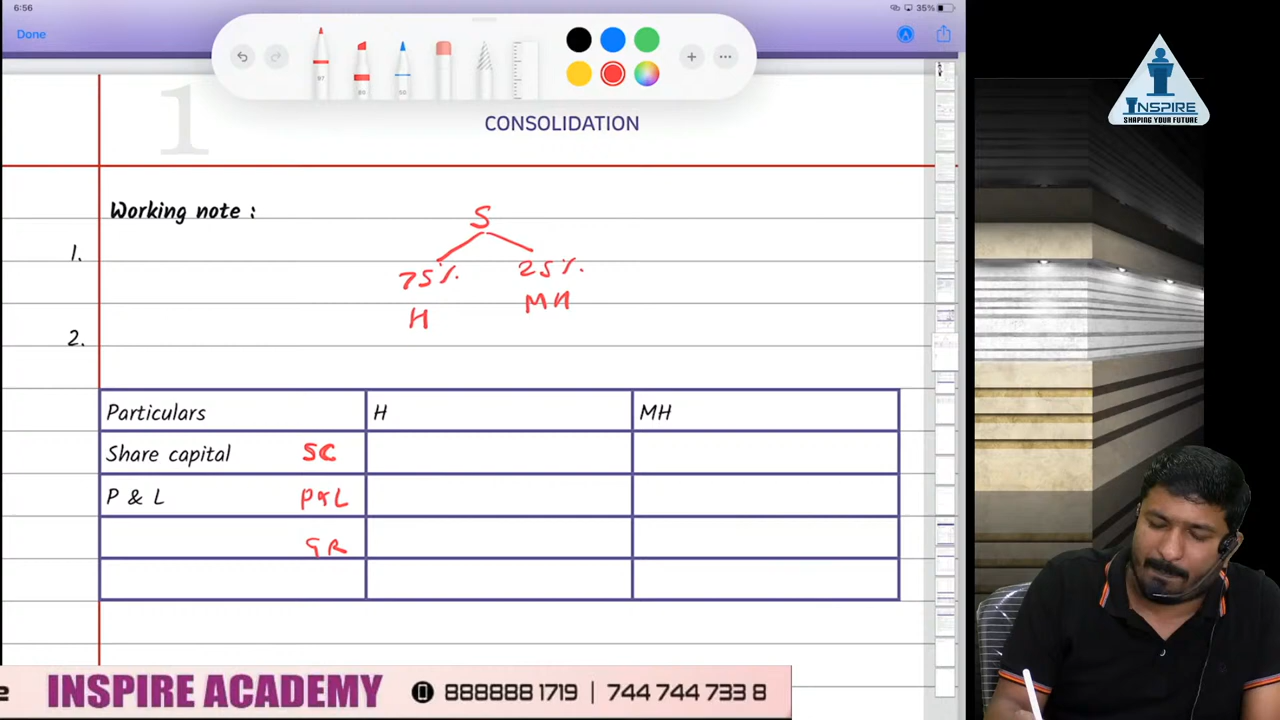 6:56
35%
Done
1
CONSOLIDATION
INSPIRE
SHAPING YOUR FUTURE
Working note :
S
1.
75% 25%
H MH
2.
Particulars H MH
Share capital SC
P & L P&L
GR
INSPIRE ACADEMY 888888 1719 | 744 744 733 8